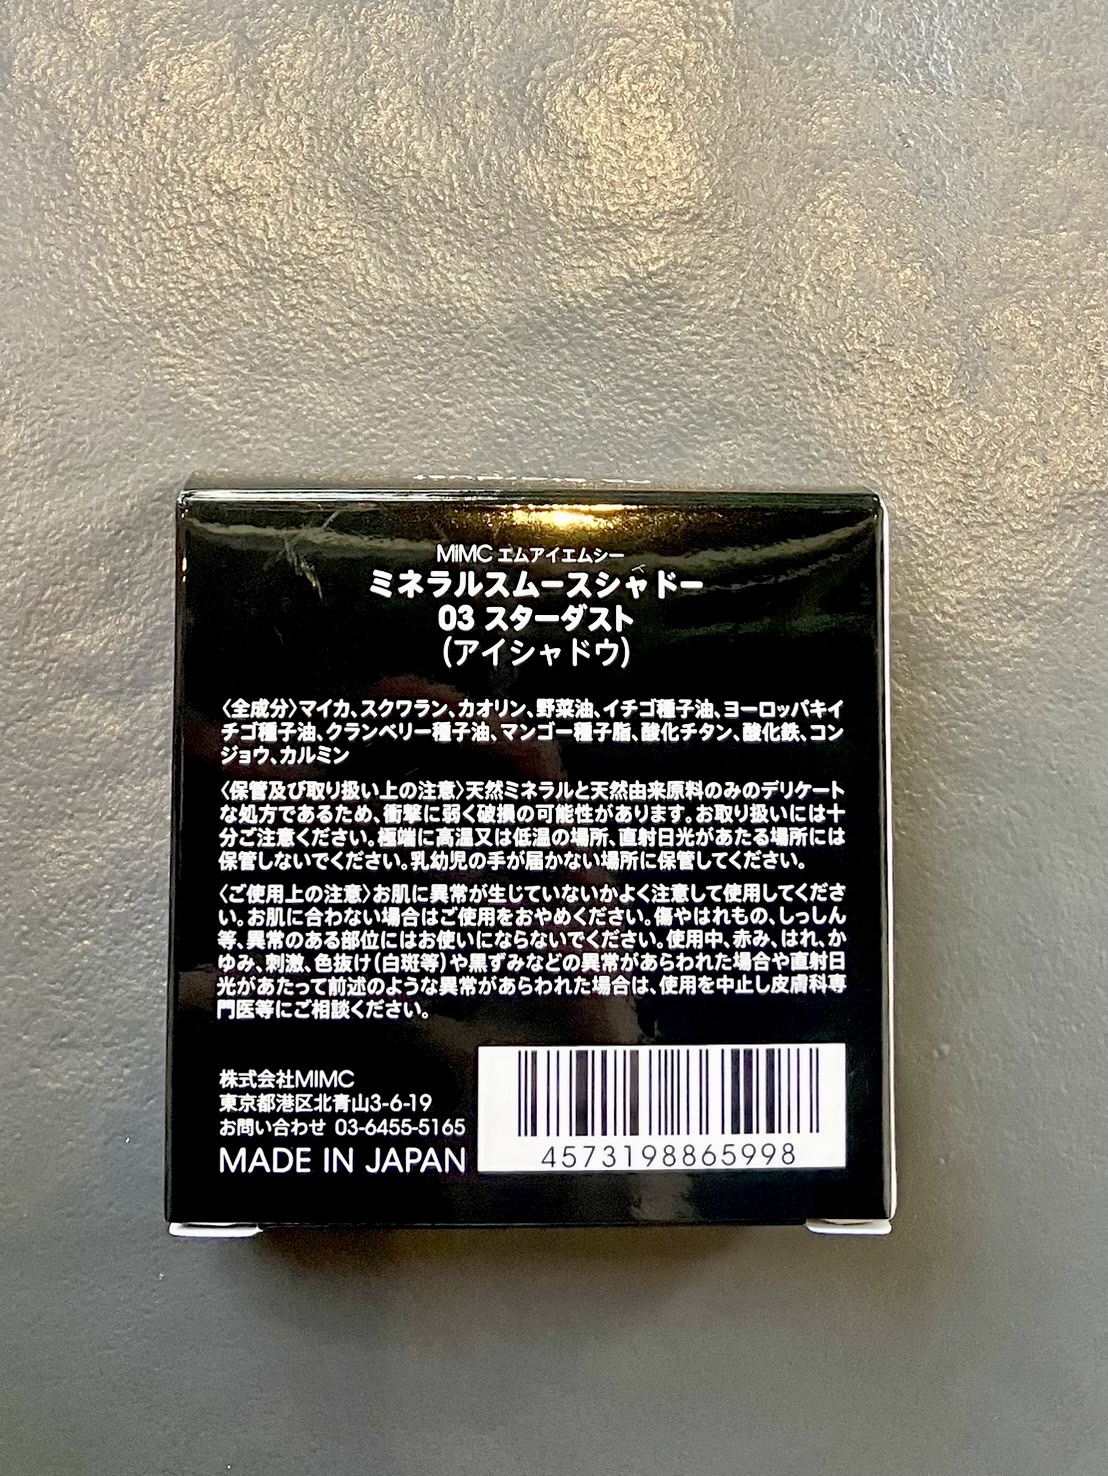 MiMC エムアイエムシー
ミネラルスムースシャドー
03 スターダスト
(アイシャドウ)
〈全成分〉マイカ、スクワラン、カオリン、野菜油、イチゴ種子油、ヨーロッパキイ
チゴ種子油、クランベリー種子油、マンゴー種子脂、酸化チタン、酸化鉄、コン
ジョウ、カルミン
〈保管及び取り扱い上の注意〉天然ミネラルと天然由来原料のみのデリケート
な処方であるため、衝撃に弱く破損の可能性があります。お取り扱いには十
分ご注意ください。極端に高温又は低温の場所、直射日光があたる場所には
保管しないでください。乳幼児の手が届かない場所に保管してください。
〈ご使用上の注意〉お肌に異常が生じていないかよく注意して使用してくださ
い。お肌に合わない場合はご使用をおやめください。傷やはれもの、しっしん
等、異常のある部位にはお使いにならないでください。使用中、赤み、はれ、か
ゆみ、刺激、色抜け(白斑等)や黒ずみなどの異常があらわれた場合や直射日
光があたって前述のような異常があらわれた場合は、使用を中止し皮膚科専
門医等にご相談ください。
株式会社MIMC
東京都港区北青山3-6-19
お問い合わせ 03-6455-5165
MADE IN JAPAN
4573198865998